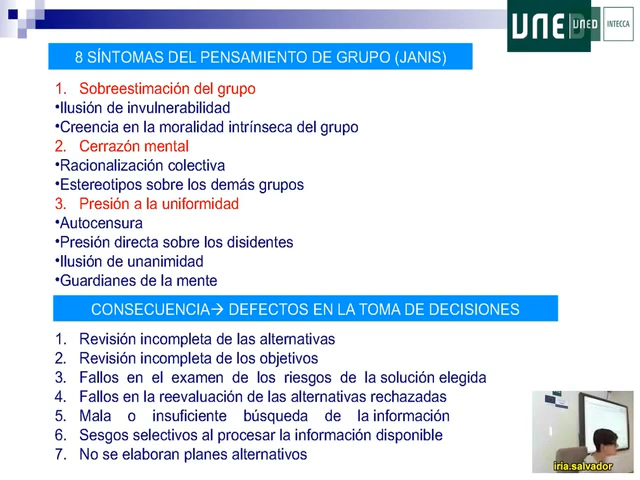 UNED
UNED
INTECCA
8 SÍNTOMAS DEL PENSAMIENTO DE GRUPO (JANIS)
1. Sobreestimación del grupo
•Ilusión de invulnerabilidad
•Creencia en la moralidad intrínseca del grupo
2. Cerrazón mental
•Racionalización colectiva
•Estereotipos sobre los demás grupos
3. Presión a la uniformidad
•Autocensura
•Presión directa sobre los disidentes
•Ilusión de unanimidad
•Guardianes de la mente
CONSECUENCIA→ DEFECTOS EN LA TOMA DE DECISIONES
1. Revisión incompleta de las alternativas
2. Revisión incompleta de los objetivos
3. Fallos en el examen de los riesgos de la solución elegida
4. Fallos en la reevaluación de las alternativas rechazadas
5. Mala o insuficiente búsqueda de la información
6. Sesgos selectivos al procesar la información disponible
7. No se elaboran planes alternativos
iria.salvador